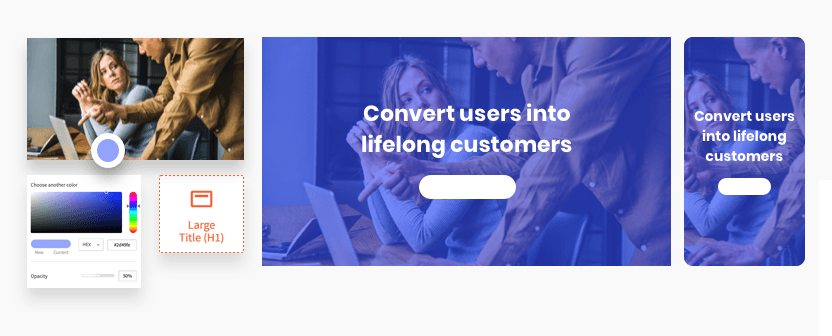 Choose another color
New Current
HEX
#2d49fe
Opacity
50%
Large
Title (H1)
Convert users into
lifelong customers
Convert users
into lifelong
customers